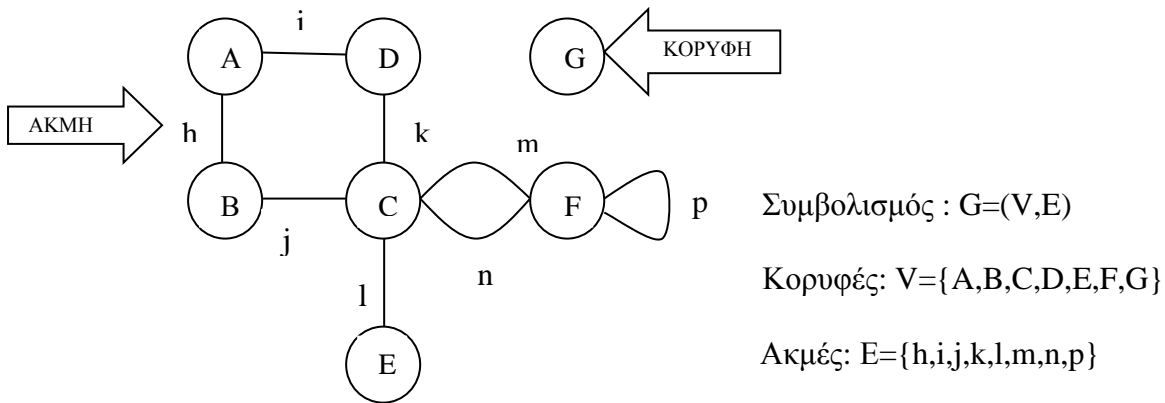 i
A
D
G
ΚΟΡΥΦΗ
ΑΚΜΗ
h
k
m
B
C
F
p
j
n
l
E
Συμβολισμός : G=(V,E)
Κορυφές: V={A,B,C,D,E,F,G}
Ακμές: E={h,i,j,k,l,m,n,p}